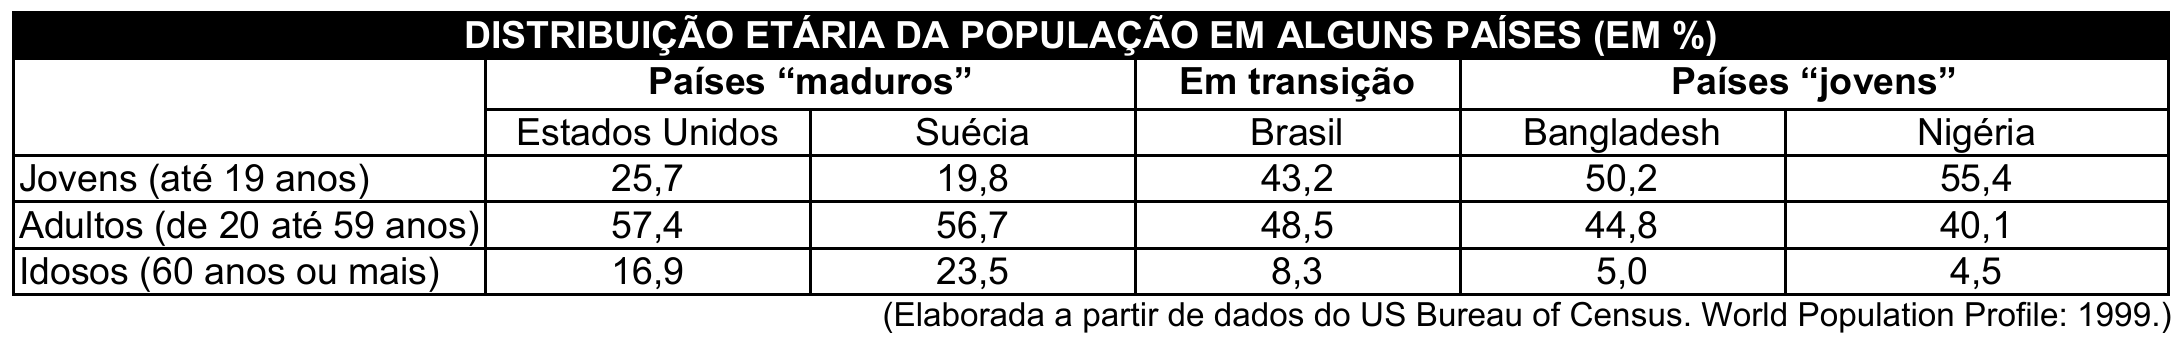 DISTRIBUIÇÃO ETÁRIA DA POPULAÇÃO EM ALGUNS PAÍSES (EM %)
Países “maduros” Em transição Países “jovens”
Estados Unidos Suécia Brasil Bangladesh Nigéria
Jovens (até 19 anos) 25,7 19,8 43,2 50,2 55,4
Adultos (de 20 até 59 anos) 57,4 56,7 48,5 44,8 40,1
Idosos (60 anos ou mais) 16,9 23,5 8,3 5,0 4,5
(Elaborada a partir de dados do US Bureau of Census. World Population Profile: 1999.)